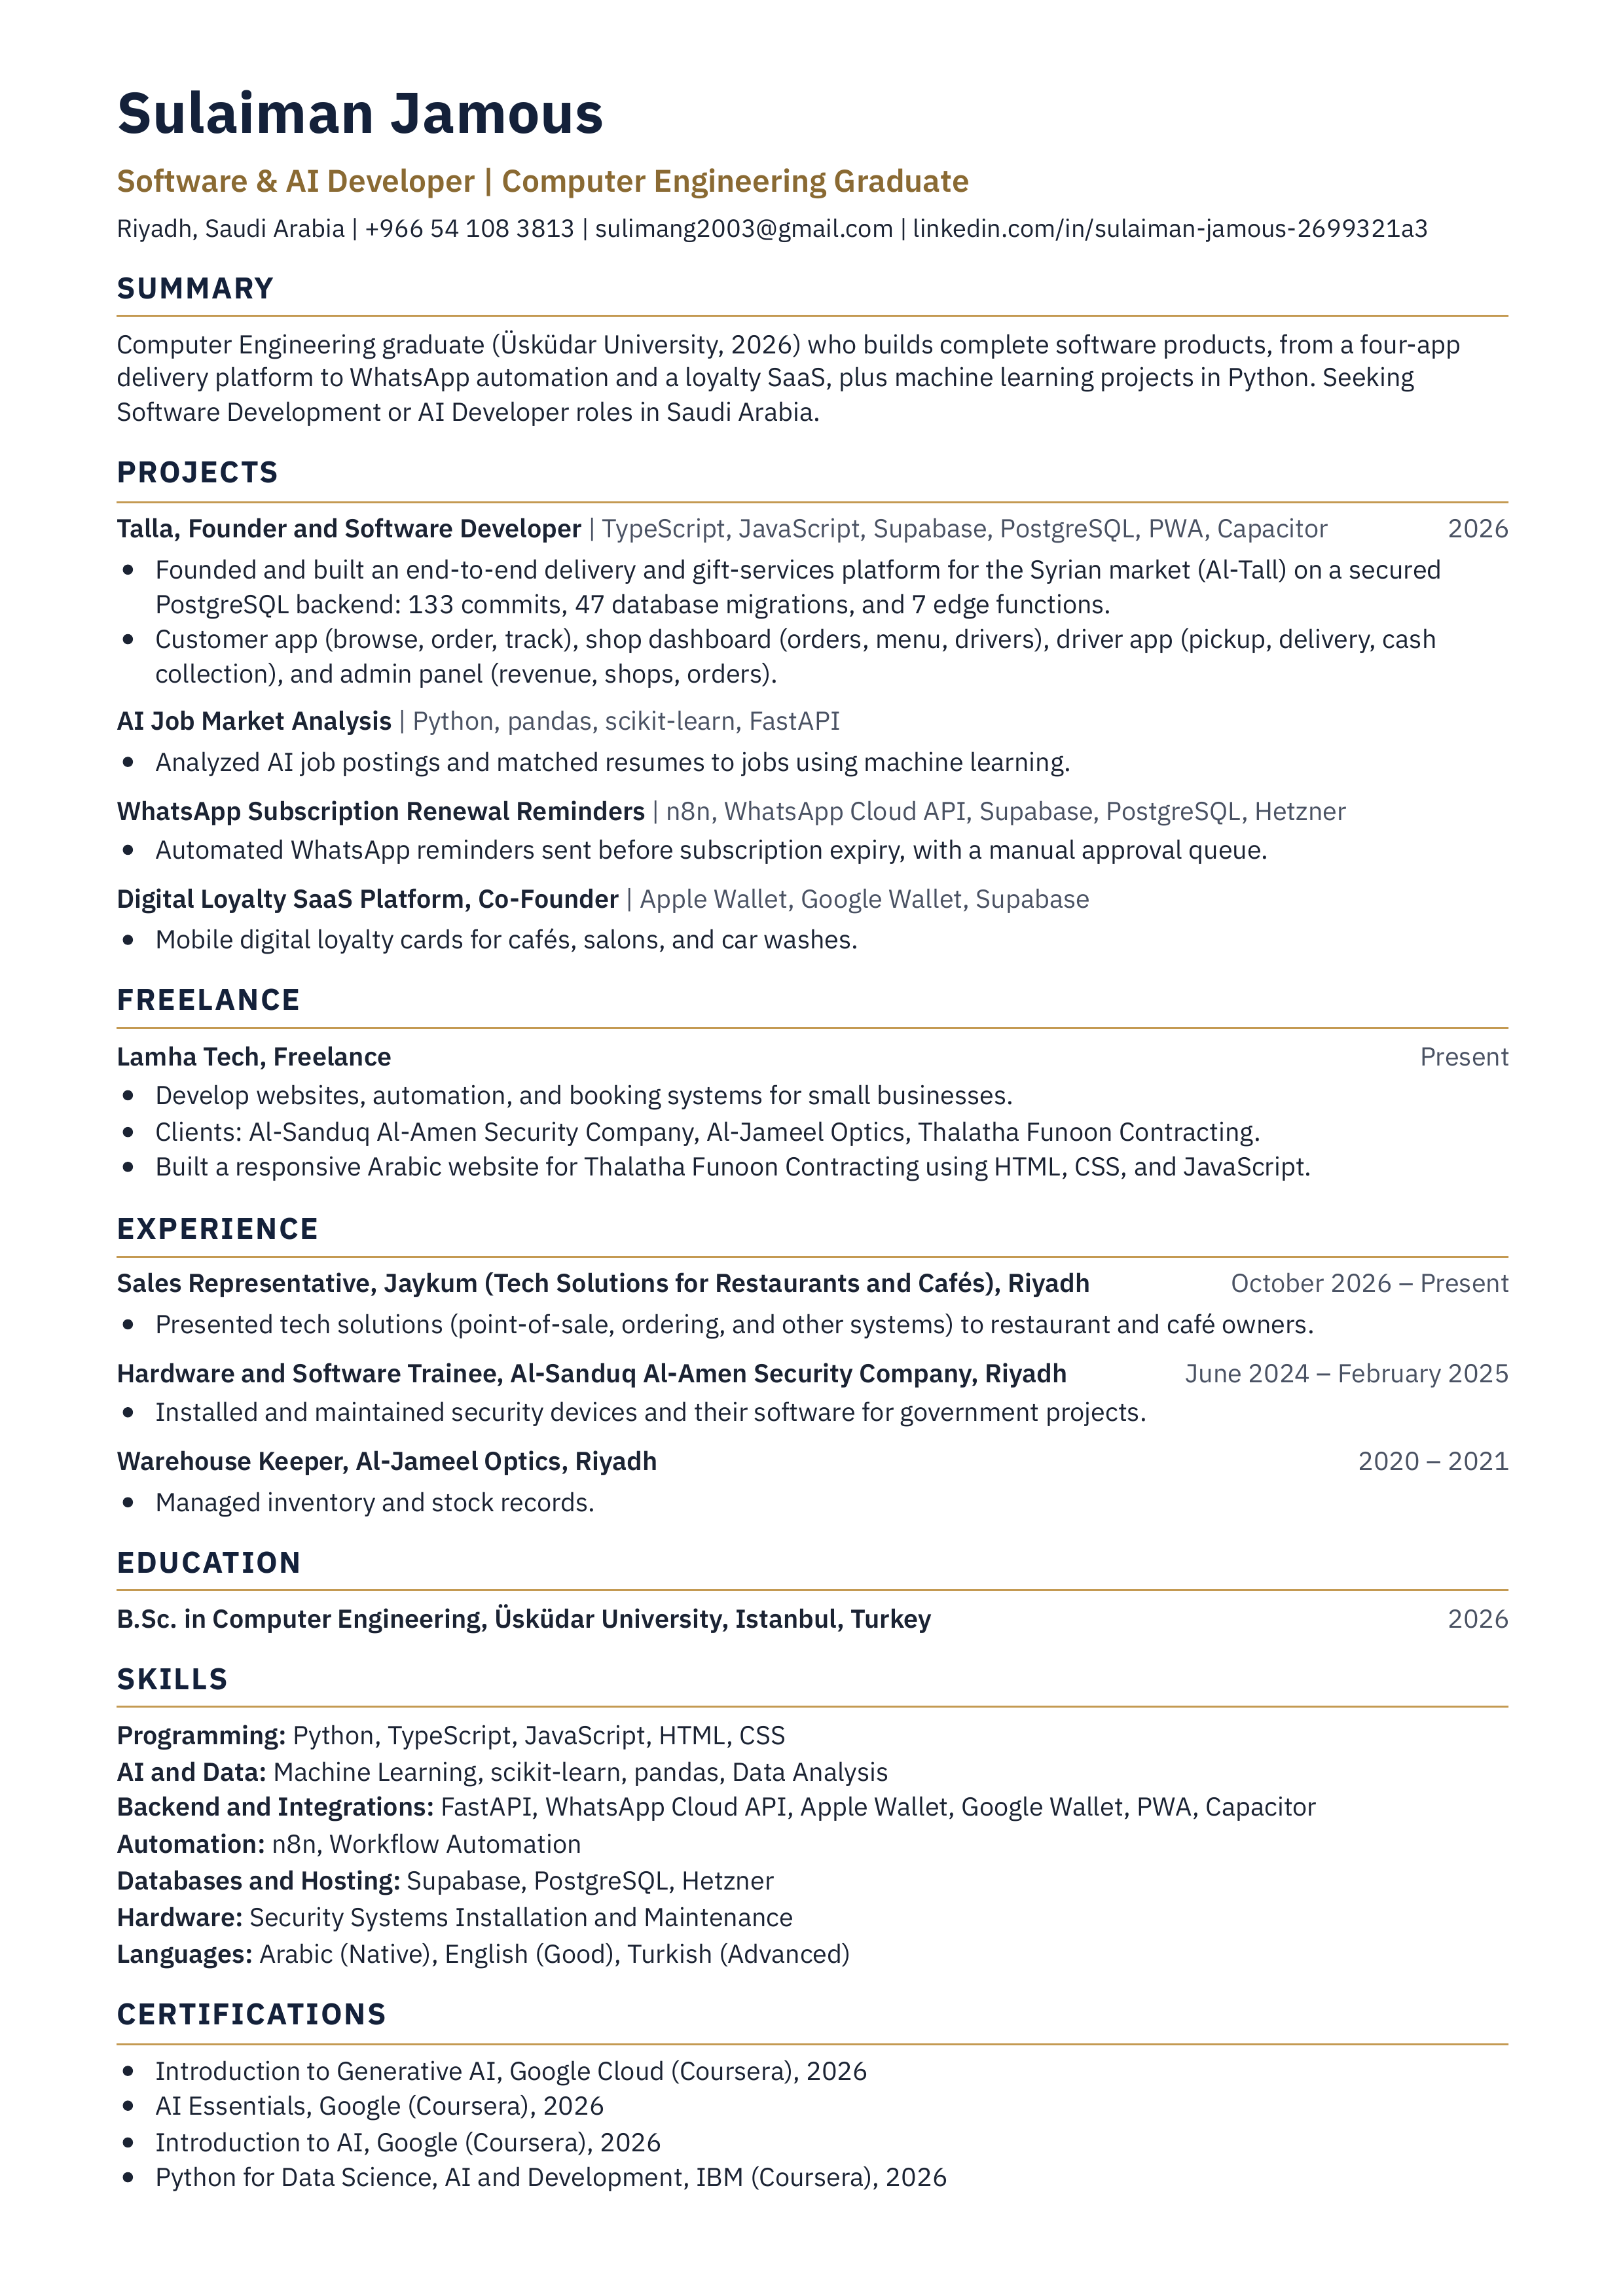 Sulaiman Jamous
Software & AI Developer | Computer Engineering Graduate
Riyadh, Saudi Arabia | +966 54 108 3813 | sulimang2003@gmail.com | linkedin.com/in/sulaiman-jamous-2699321a3
SUMMARY
Computer Engineering graduate (Üsküdar University, 2026) who builds complete software products, from a four-app
delivery platform to WhatsApp automation and a loyalty SaaS, plus machine learning projects in Python. Seeking
Software Development or AI Developer roles in Saudi Arabia.
PROJECTS
Talla, Founder and Software Developer | TypeScript, JavaScript, Supabase, PostgreSQL, PWA, Capacitor 2026
• Founded and built an end-to-end delivery and gift-services platform for the Syrian market (Al-Tall) on a secured
PostgreSQL backend: 133 commits, 47 database migrations, and 7 edge functions.
• Customer app (browse, order, track), shop dashboard (orders, menu, drivers), driver app (pickup, delivery, cash
collection), and admin panel (revenue, shops, orders).
AI Job Market Analysis | Python, pandas, scikit-learn, FastAPI
• Analyzed AI job postings and matched resumes to jobs using machine learning.
WhatsApp Subscription Renewal Reminders | n8n, WhatsApp Cloud API, Supabase, PostgreSQL, Hetzner
• Automated WhatsApp reminders sent before subscription expiry, with a manual approval queue.
Digital Loyalty SaaS Platform, Co-Founder | Apple Wallet, Google Wallet, Supabase
• Mobile digital loyalty cards for cafés, salons, and car washes.
FREELANCE
Lamha Tech, Freelance Present
• Develop websites, automation, and booking systems for small businesses.
• Clients: Al-Sanduq Al-Amen Security Company, Al-Jameel Optics, Thalatha Funoon Contracting.
• Built a responsive Arabic website for Thalatha Funoon Contracting using HTML, CSS, and JavaScript.
EXPERIENCE
Sales Representative, Jaykum (Tech Solutions for Restaurants and Cafés), Riyadh October 2026 – Present
• Presented tech solutions (point-of-sale, ordering, and other systems) to restaurant and café owners.
Hardware and Software Trainee, Al-Sanduq Al-Amen Security Company, Riyadh June 2024 – February 2025
• Installed and maintained security devices and their software for government projects.
Warehouse Keeper, Al-Jameel Optics, Riyadh 2020 – 2021
• Managed inventory and stock records.
EDUCATION
B.Sc. in Computer Engineering, Üsküdar University, Istanbul, Turkey 2026
SKILLS
Programming: Python, TypeScript, JavaScript, HTML, CSS
AI and Data: Machine Learning, scikit-learn, pandas, Data Analysis
Backend and Integrations: FastAPI, WhatsApp Cloud API, Apple Wallet, Google Wallet, PWA, Capacitor
Automation: n8n, Workflow Automation
Databases and Hosting: Supabase, PostgreSQL, Hetzner
Hardware: Security Systems Installation and Maintenance
Languages: Arabic (Native), English (Good), Turkish (Advanced)
CERTIFICATIONS
• Introduction to Generative AI, Google Cloud (Coursera), 2026
• AI Essentials, Google (Coursera), 2026
• Introduction to AI, Google (Coursera), 2026
• Python for Data Science, AI and Development, IBM (Coursera), 2026